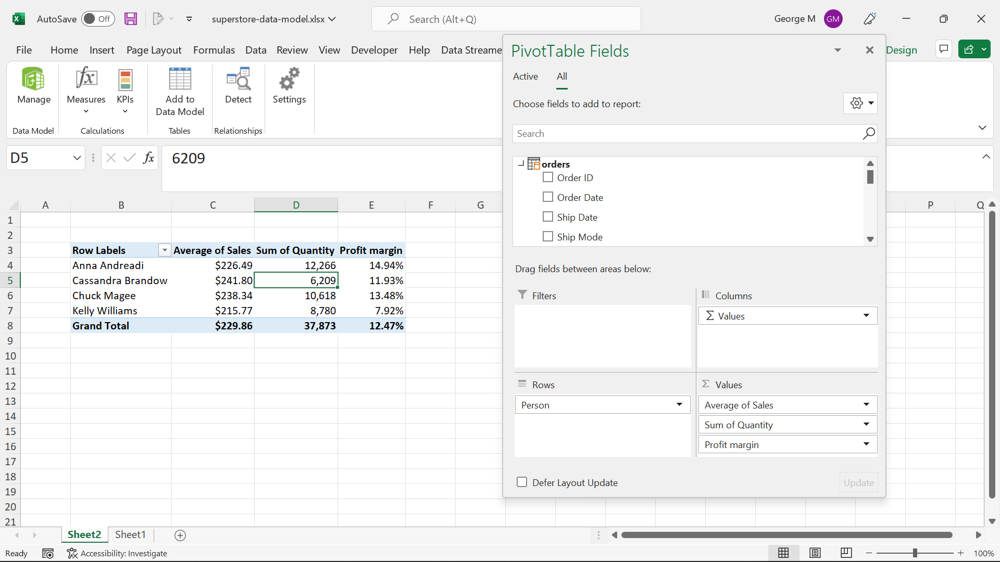 AutoSave Off superstore-data-model.xlsx Search (Alt+Q) George M GM
File Home Insert Page Layout Formulas Data Review View Developer Help Data Streame Design
Manage Measures KPIs Add to Data Model Detect Settings
Data Model Calculations Tables Relationships
D5 fx 6209
A B C D E F G P Q
1
2
3 Row Labels Average of Sales Sum of Quantity Profit margin
4 Anna Andreadi $226.49 12,266 14.94%
5 Cassandra Brandow $241.80 6,209 11.93%
6 Chuck Magee $238.34 10,618 13.48%
7 Kelly Williams $215.77 8,780 7.92%
8 Grand Total $229.86 37,873 12.47%
9
10
11
12
13
14
15
16
17
18
19
20
21
PivotTable Fields
Active All
Choose fields to add to report:
Search
orders
Order ID
Order Date
Ship Date
Ship Mode
Drag fields between areas below:
Filters Columns
Σ Values
Rows Σ Values
Person Average of Sales
Sum of Quantity
Profit margin
Defer Layout Update Update
Sheet2 Sheet1
Ready Accessibility: Investigate 100%